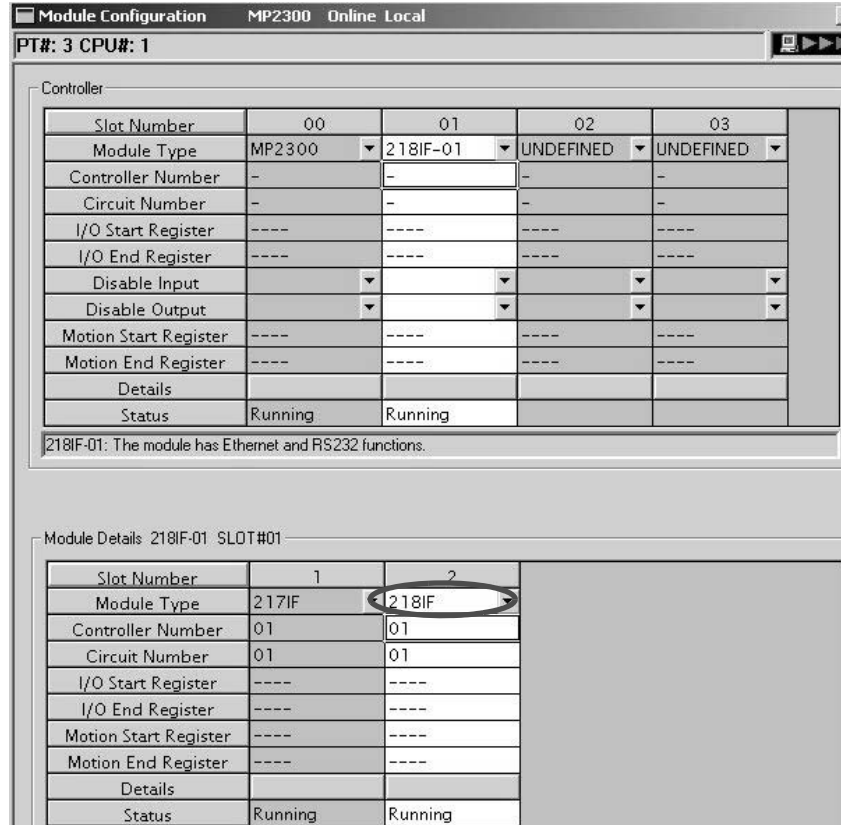 Module Configuration MP2300 Online Local
PT#: 3 CPU#: 1
Controller
Slot Number 00 01 02 03
Module Type MP2300 218IF-01 UNDEFINED UNDEFINED
Controller Number - - - -
Circuit Number - - - -
I/O Start Register ---- ---- ---- ----
I/O End Register ---- ---- ---- ----
Disable Input
Disable Output
Motion Start Register ---- ---- ---- ----
Motion End Register ---- ---- ---- ----
Details
Status Running Running
218IF-01: The module has Ethernet and RS232 functions.
Module Details 218IF-01 SLOT#01
Slot Number 1 2
Module Type 217IF 218IF
Controller Number 01 01
Circuit Number 01 01
I/O Start Register ---- ----
I/O End Register ---- ----
Motion Start Register ---- ----
Motion End Register ---- ----
Details
Status Running Running